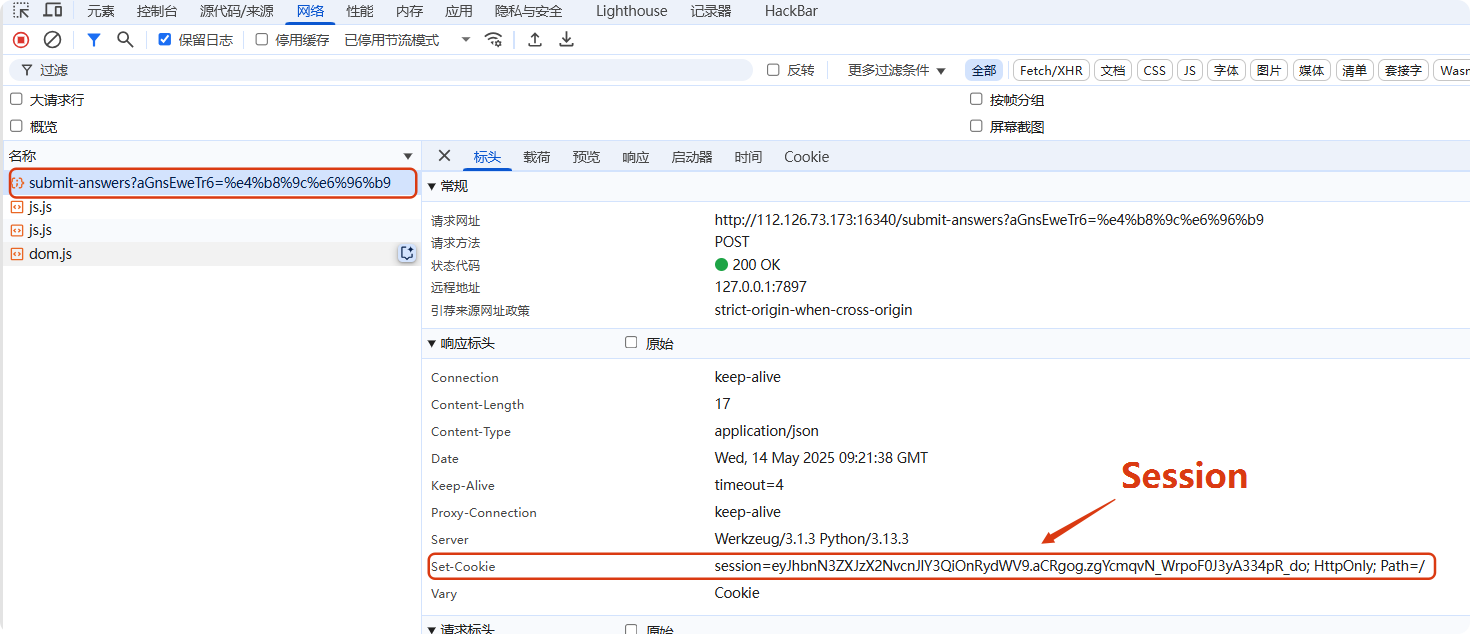 元素 控制台 源代码/来源 网络 性能 内存 应用 隐私与安全 Lighthouse 记录器 HackBar
保留日志 停用缓存 已停用节流模式
过滤 反转 更多过滤条件 全部 Fetch/XHR 文档 CSS JS 字体 图片 媒体 清单 套接字 Wasm
大请求行 按帧分组
概览 屏幕截图
名称 标头 载荷 预览 响应 启动器 时间 Cookie
submit-answers?aGnsEweTr6=%e4%b8%9c%e6%96%b9
js.js
js.js
dom.js
常规
请求网址 http://112.126.73.173:16340/submit-answers?aGnsEweTr6=%e4%b8%9c%e6%96%b9
请求方法 POST
状态代码 200 OK
远程地址 127.0.0.1:7897
引荐来源网址政策 strict-origin-when-cross-origin
响应标头 原始
Connection keep-alive
Content-Length 17
Content-Type application/json
Date Wed, 14 May 2025 09:21:38 GMT
Session
Keep-Alive timeout=4
Proxy-Connection keep-alive
Server Werkzeug/3.1.3 Python/3.13.3
Set-Cookie session=eyJhbnN3ZXJzX2NvcnJlY3QiOnRydWV9.aCRgog.zgYcmqvN_WrpoF0J3yA334pR_do; HttpOnly; Path=/
Vary Cookie
请求标头 原始